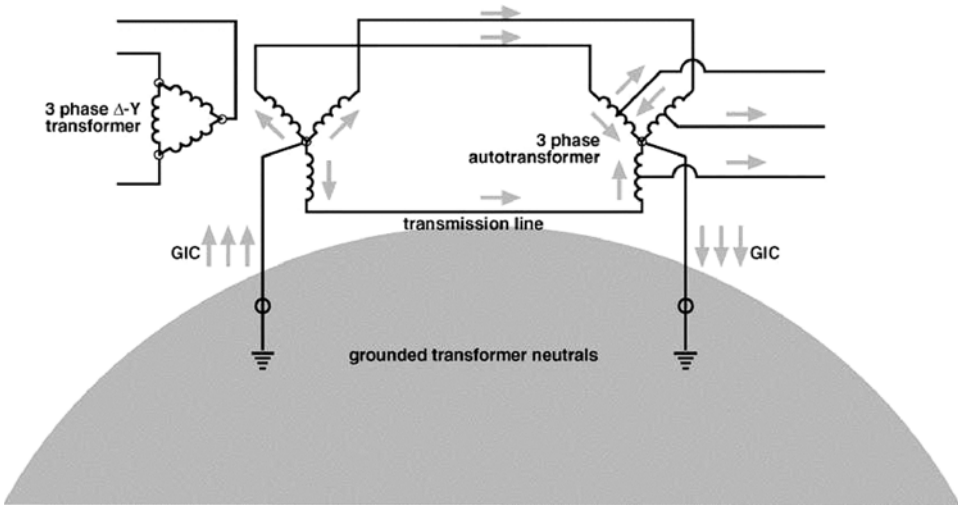 3 phase Δ-Y
transformer
3 phase
autotransformer
transmission line
GIC
GIC
grounded transformer neutrals